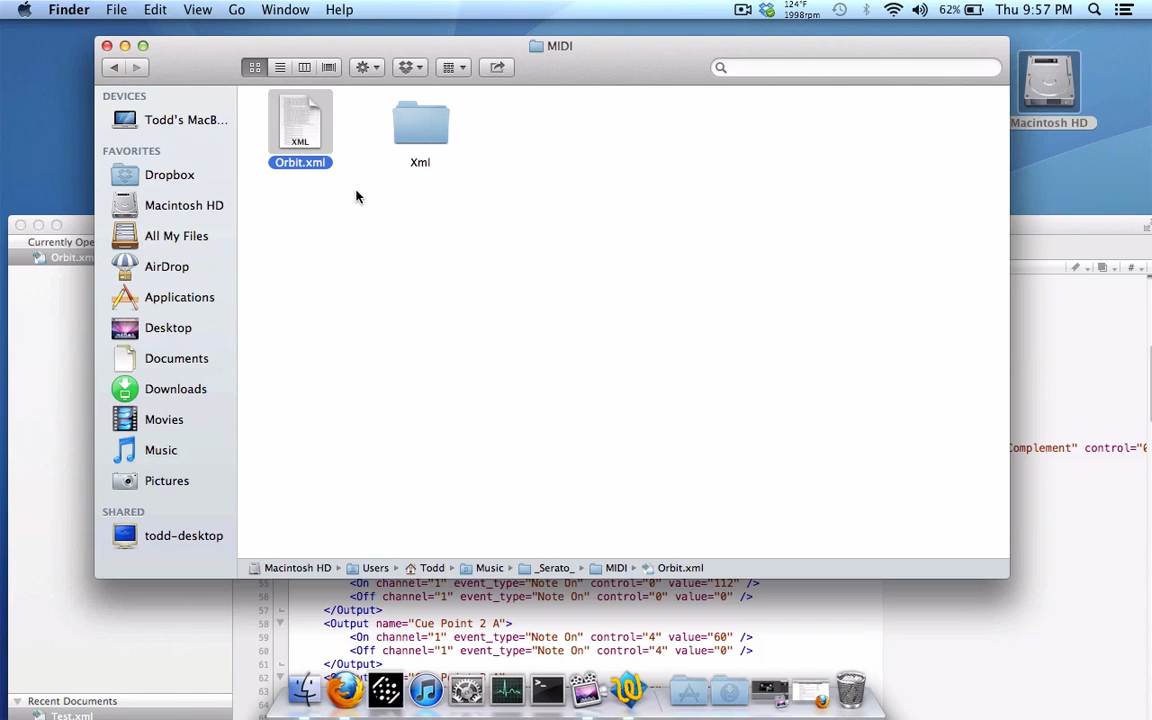 Finder File Edit View Go Window Help
124°F
1998rpm
62% Thu 9:57 PM
MIDI
DEVICES
Todd's MacB...
FAVORITES
Dropbox
Macintosh HD
All My Files
AirDrop
Applications
Desktop
Documents
Downloads
Movies
Music
Pictures
SHARED
todd-desktop
XML
Orbit.xml
Xml
Macintosh HD
Macintosh HD ▸ Users ▸ Todd ▸ Music ▸ _Serato_ ▸ MIDI ▸ Orbit.xml
Currently Ope
Orbit.xm
#
Complement" control="0
55 <On channel="1" event_type="Note On" control="0" value="112" />
56 <Off channel="1" event_type="Note On" control="0" value="0" />
57 </Output>
58 <Output name="Cue Point 2 A">
59 <On channel="1" event_type="Note On" control="4" value="60" />
60 <Off channel="1" event_type="Note On" control="4" value="0" />
61 </Output>
62
63
Recent Documents
Test.xml